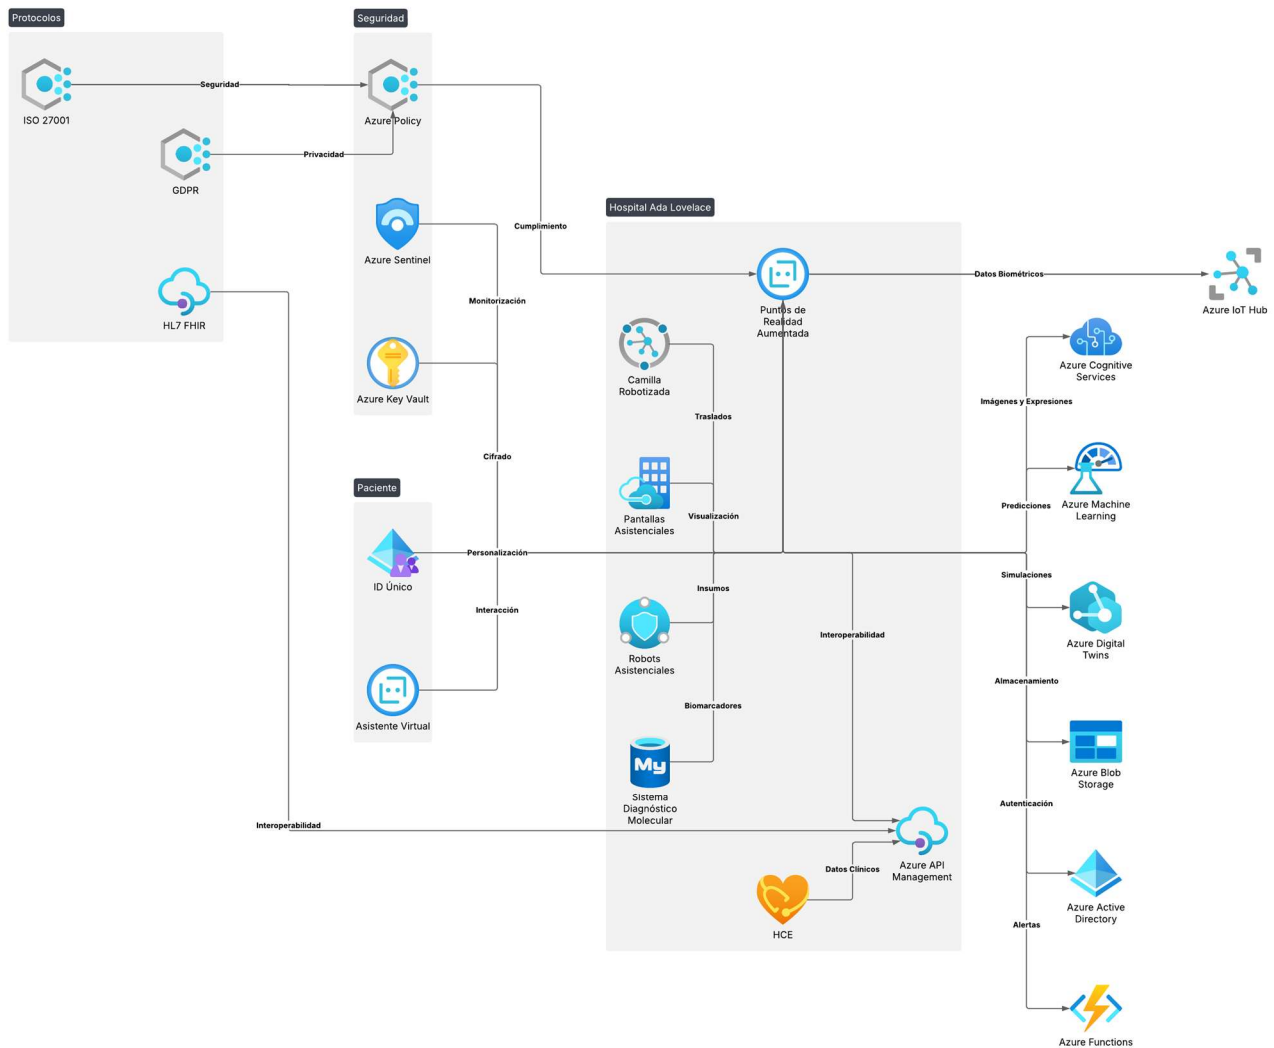 Protocolos
Seguridad
ISO 27001
Seguridad
Azure Policy
GDPR
Privacidad
HL7 FHIR
Azure Sentinel
Monitorización
Azure Key Vault
Cifrado
Cumplimiento
Paciente
ID Único
Personalización
Interacción
Asistente Virtual
Interoperabilidad
Hospital Ada Lovelace
Puntos de
Realidad
Aumentada
Datos Biométricos
Azure IoT Hub
Camilla
Robotizada
Traslados
Pantallas
Asistenciales
Visualización
Insumos
Robots
Asistenciales
Biomarcadores
My
Sistema
Diagnóstico
Molecular
Interoperabilidad
Azure API
Management
Datos Clínicos
HCE
Azure Cognitive
Services
Imágenes y Expresiones
Azure Machine
Learning
Predicciones
Simulaciones
Azure Digital
Twins
Almacenamiento
Azure Blob
Storage
Autenticación
Azure Active
Directory
Alertas
Azure Functions